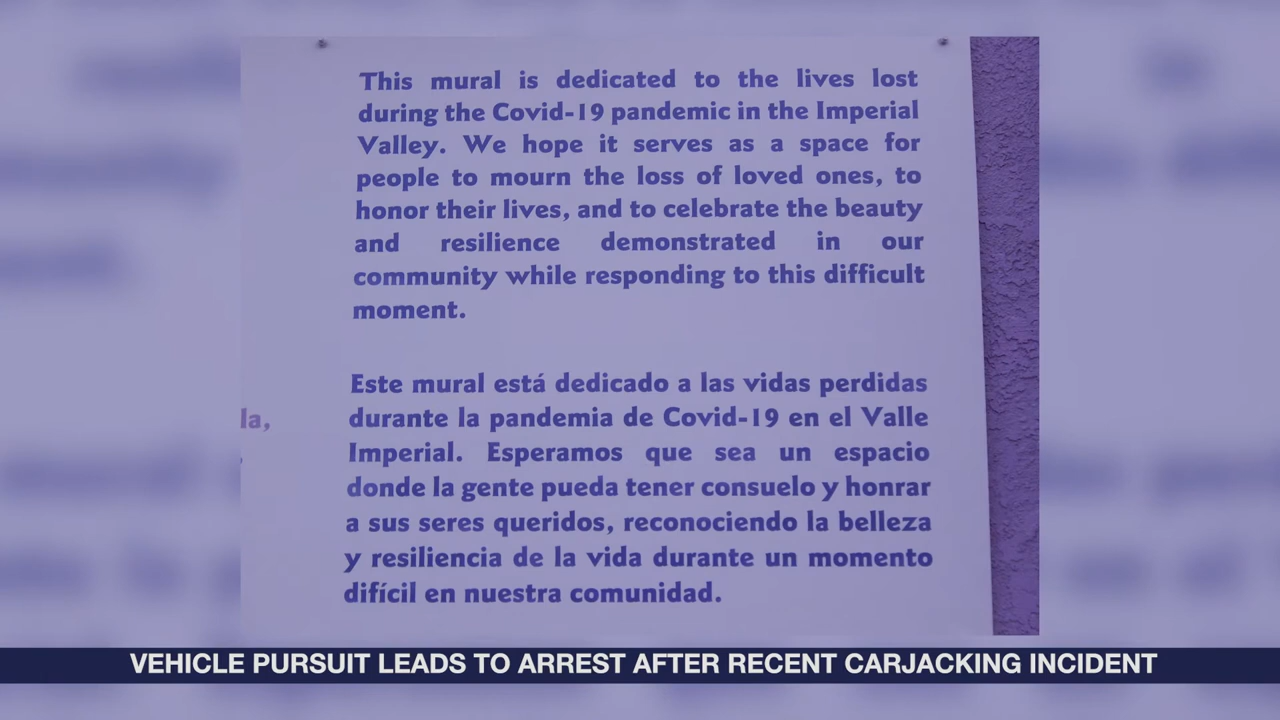 This mural is dedicated to the lives lost
during the Covid-19 pandemic in the Imperial
Valley. We hope it serves as a space for
people to mourn the loss of loved ones, to
honor their lives, and to celebrate the beauty
and resilience demonstrated in our
community while responding to this difficult
moment.
Este mural está dedicado a las vidas perdidas
durante la pandemia de Covid-19 en el Valle
Imperial. Esperamos que sea un espacio
donde la gente pueda tener consuelo y honrar
a sus seres queridos, reconociendo la belleza
y resiliencia de la vida durante un momento
difícil en nuestra comunidad.
la,
VEHICLE PURSUIT LEADS TO ARREST AFTER RECENT CARJACKING INCIDENT